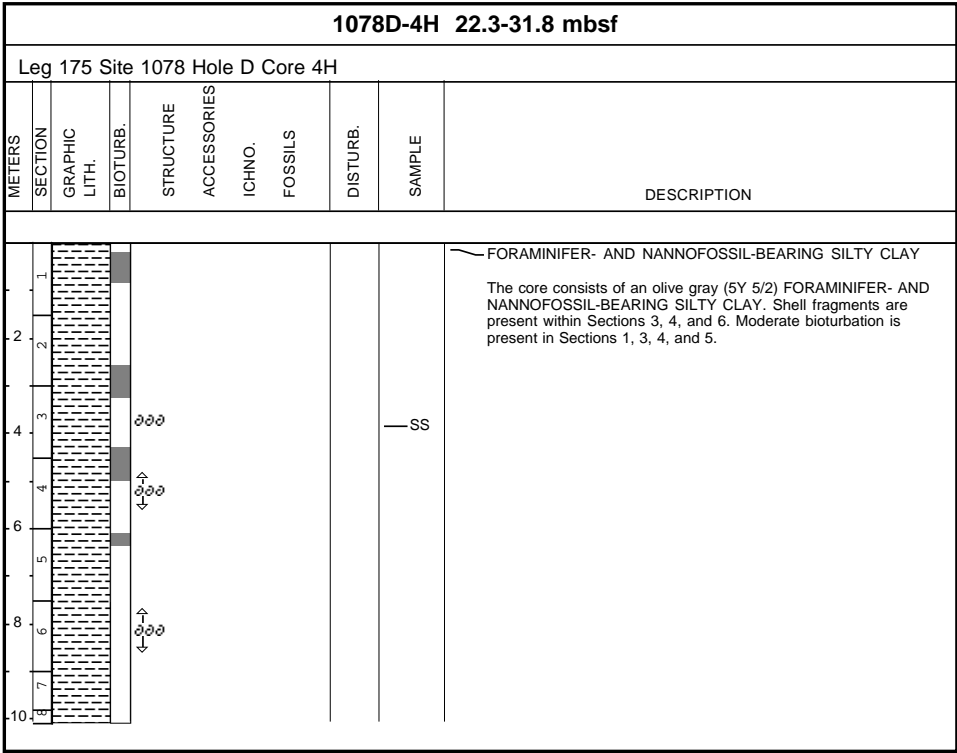 1078D-4H 22.3-31.8 mbsf
Leg 175 Site 1078 Hole D Core 4H
METERS
SECTION
GRAPHIC
LITH.
BIOTURB.
STRUCTURE
ACCESSORIES
ICHNO.
FOSSILS
DISTURB.
SAMPLE
DESCRIPTION
FORAMINIFER- AND NANNOFOSSIL-BEARING SILTY CLAY
The core consists of an olive gray (5Y 5/2) FORAMINIFER- AND
NANNOFOSSIL-BEARING SILTY CLAY. Shell fragments are
present within Sections 3, 4, and 6. Moderate bioturbation is
present in Sections 1, 3, 4, and 5.
1
2
2
3
4
SS
4
6
5
8
6
7
10
8